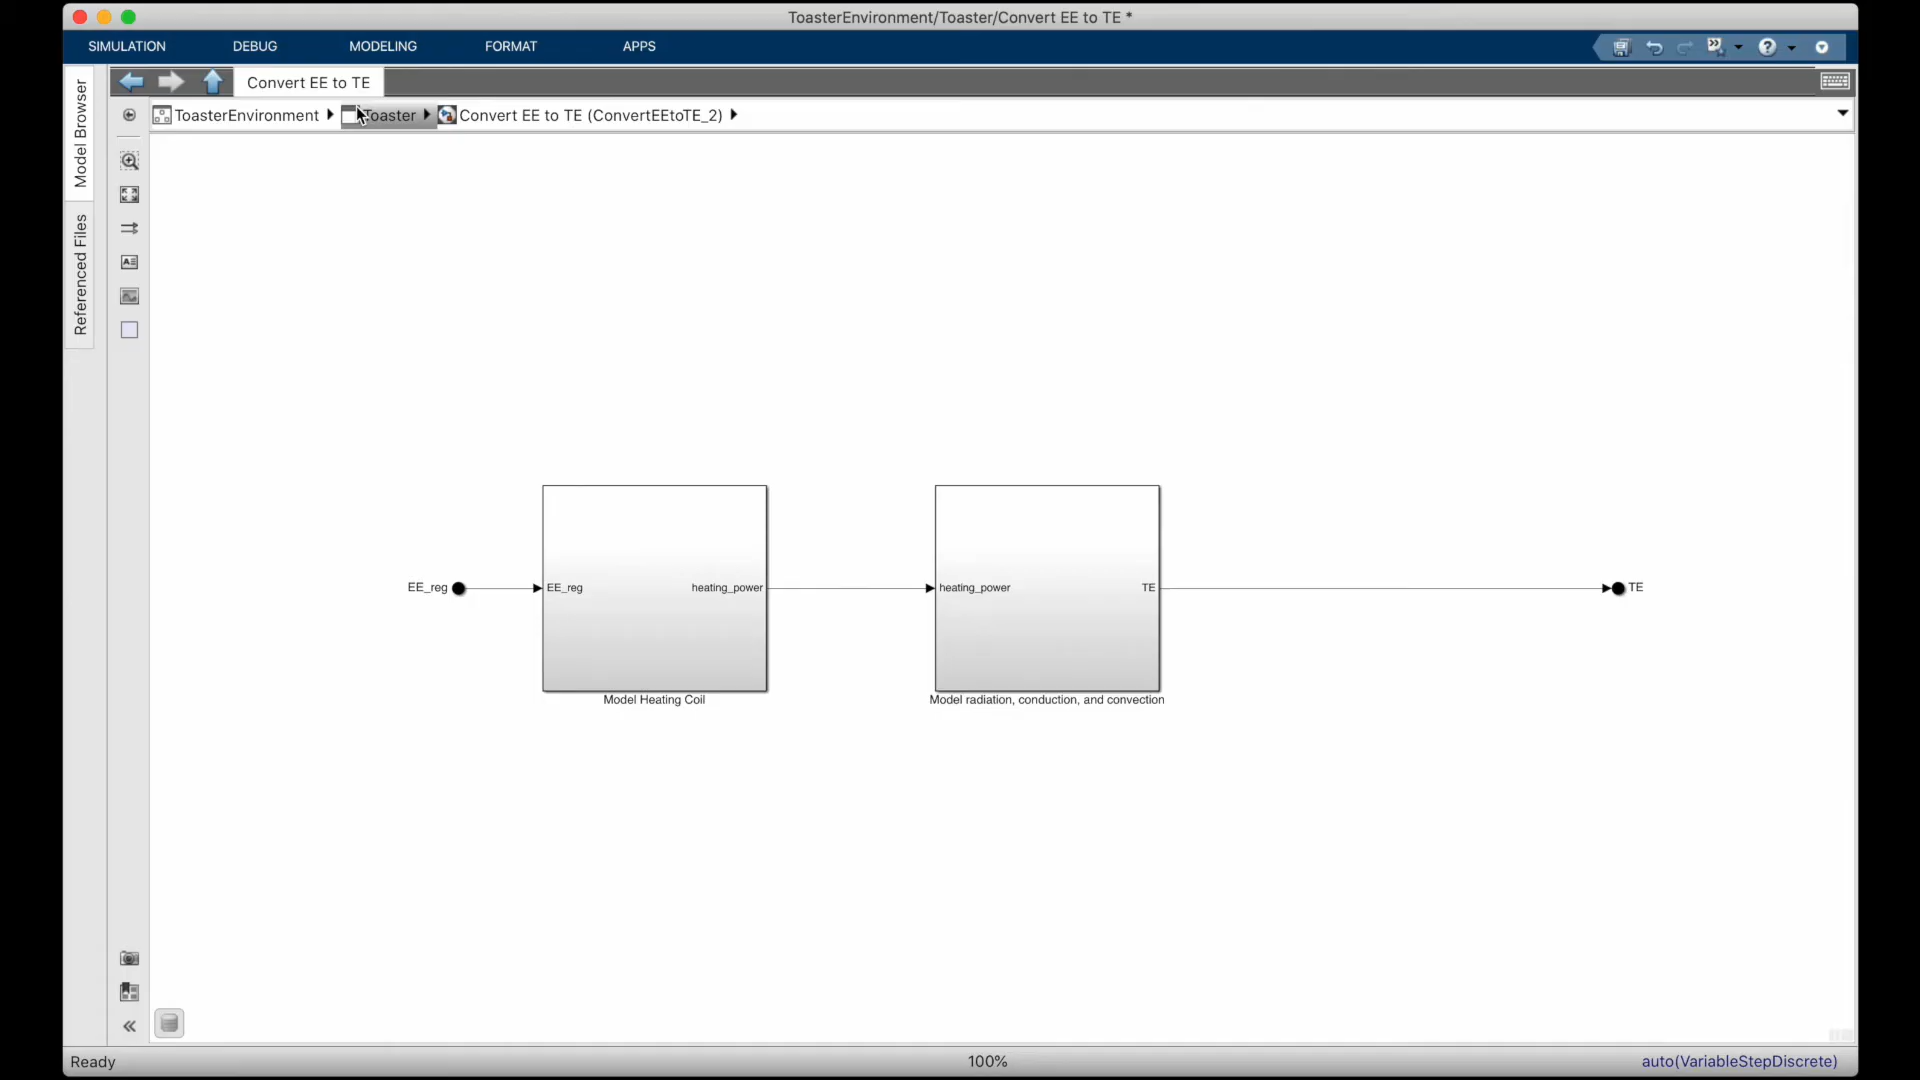 ToasterEnvironment/Toaster/Convert EE to TE *
SIMULATION DEBUG MODELING FORMAT APPS
Convert EE to TE
ToasterEnvironment Toaster Convert EE to TE (ConvertEEtoTE_2)
Model Browser
Referenced Files
EE_reg EE_reg heating_power heating_power TE TE
Model Heating Coil Model radiation, conduction, and convection
Ready 100% auto(VariableStepDiscrete)